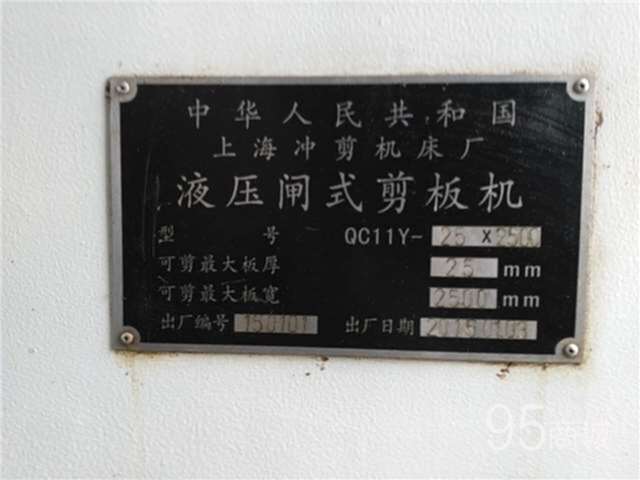 中华人民共和国
上海冲剪机床厂
液压闸式剪板机
型 号 QC11Y-25×2500
可剪最大板厚 25 mm
可剪最大板宽 2500 mm
出厂编号 150101 出厂日期
95